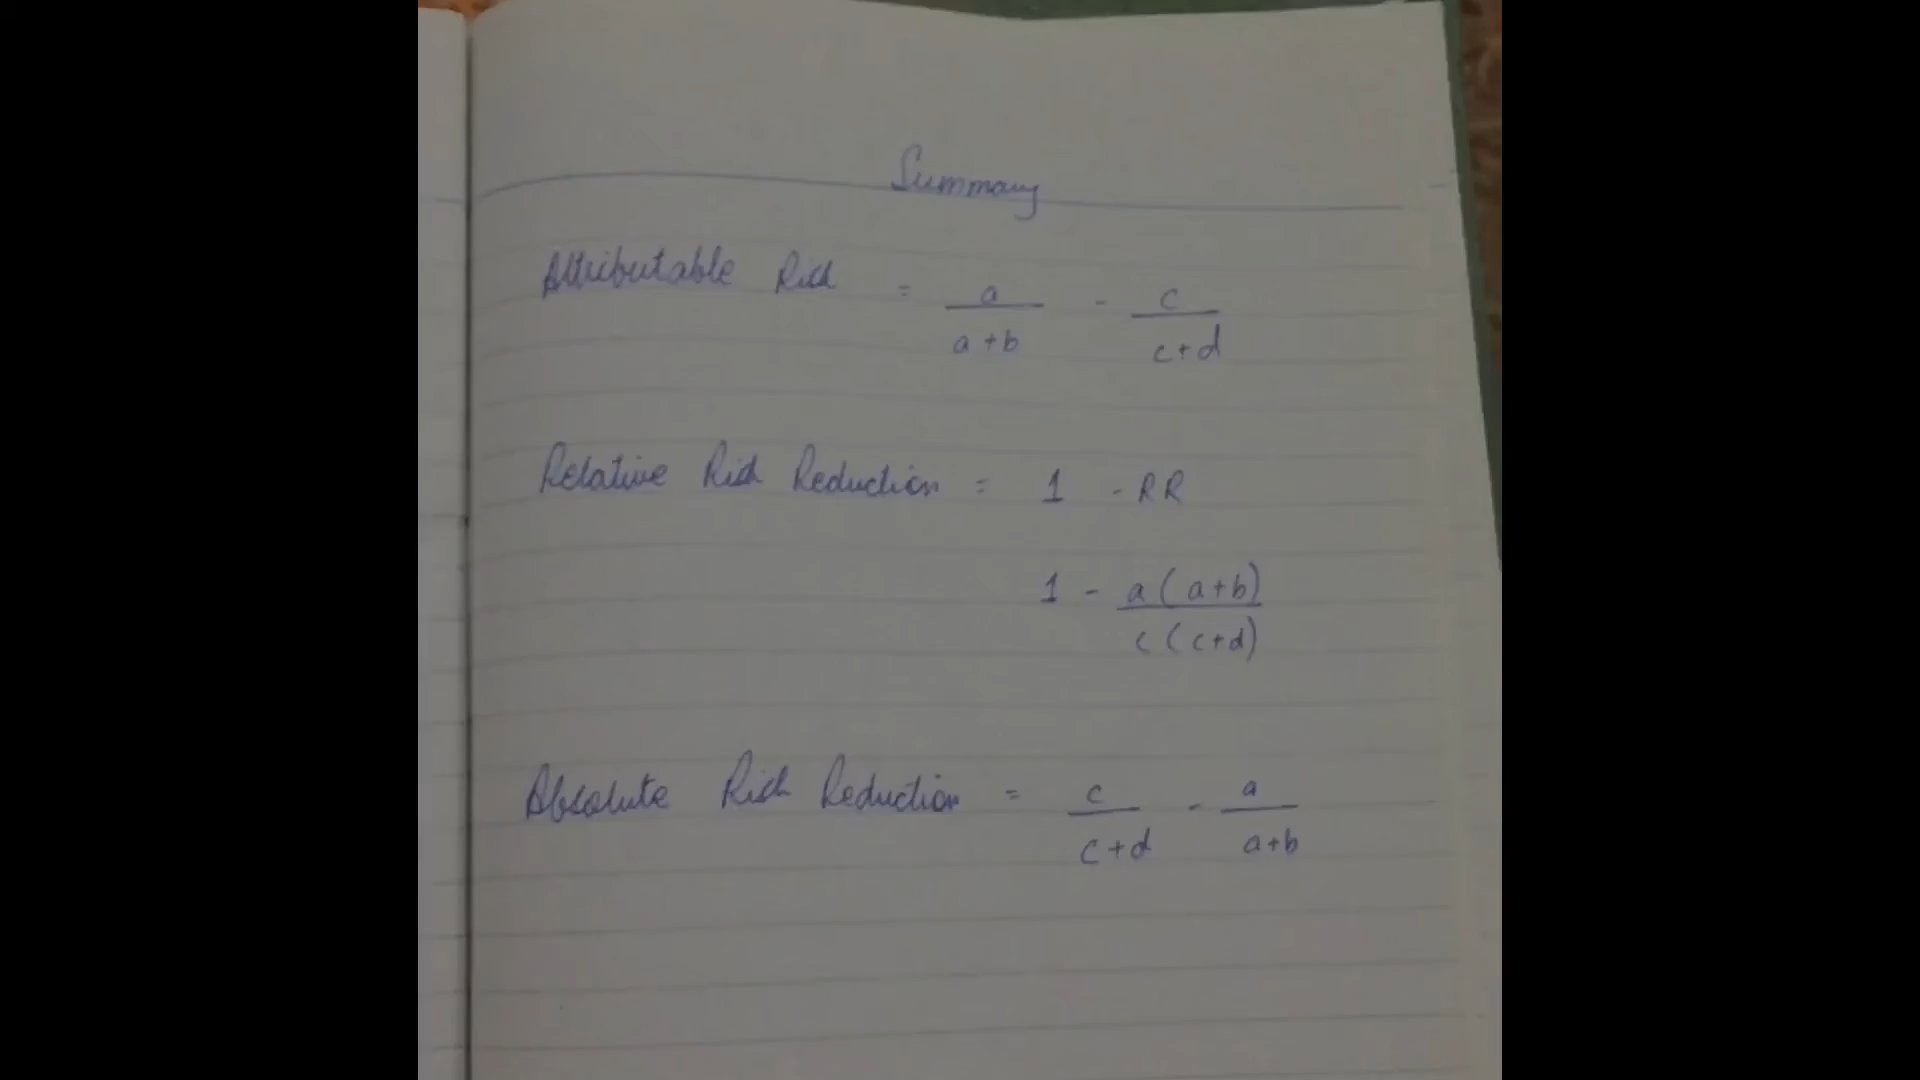 Summary
Attributable Risk = a/a+b - c/c+d
Relative Risk Reduction = 1 - RR
1 - a(a+b)/c(c+d)
Absolute Risk Reduction = c/c+d - a/a+b